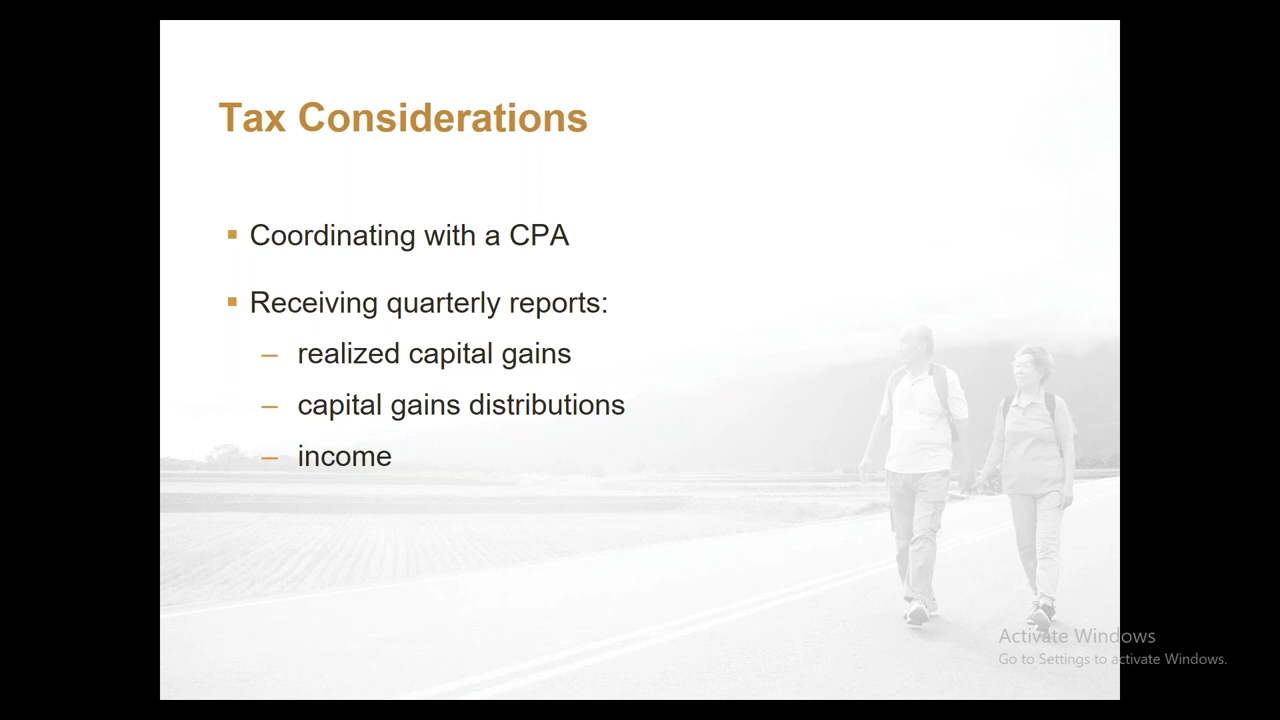 Tax Considerations
▪ Coordinating with a CPA
▪ Receiving quarterly reports:
– realized capital gains
– capital gains distributions
– income
Activate Windows
Go to Settings to activate Windows.